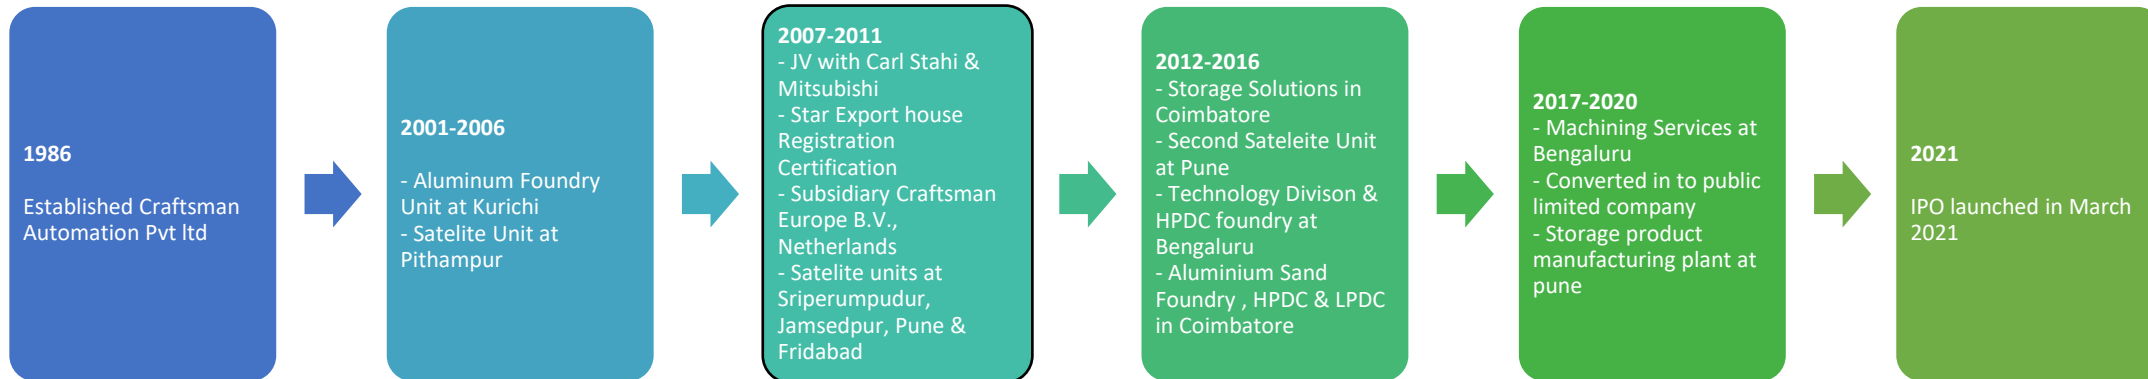 1986
Established Craftsman
Automation Pvt ltd
2001-2006
- Aluminum Foundry
Unit at Kurichi
- Satelite Unit at
Pithampur
2007-2011
- JV with Carl Stahi &
Mitsubishi
- Star Export house
Registration
Certification
- Subsidiary Craftsman
Europe B.V.,
Netherlands
- Satelite units at
Sriperumpudur,
Jamsedpur, Pune &
Fridabad
2012-2016
- Storage Solutions in
Coimbatore
- Second Sateleite Unit
at Pune
- Technology Divison &
HPDC foundry at
Bengaluru
- Aluminium Sand
Foundry , HPDC & LPDC
in Coimbatore
2017-2020
- Machining Services at
Bengaluru
- Converted in to public
limited company
- Storage product
manufacturing plant at
pune
2021
IPO launched in March
2021